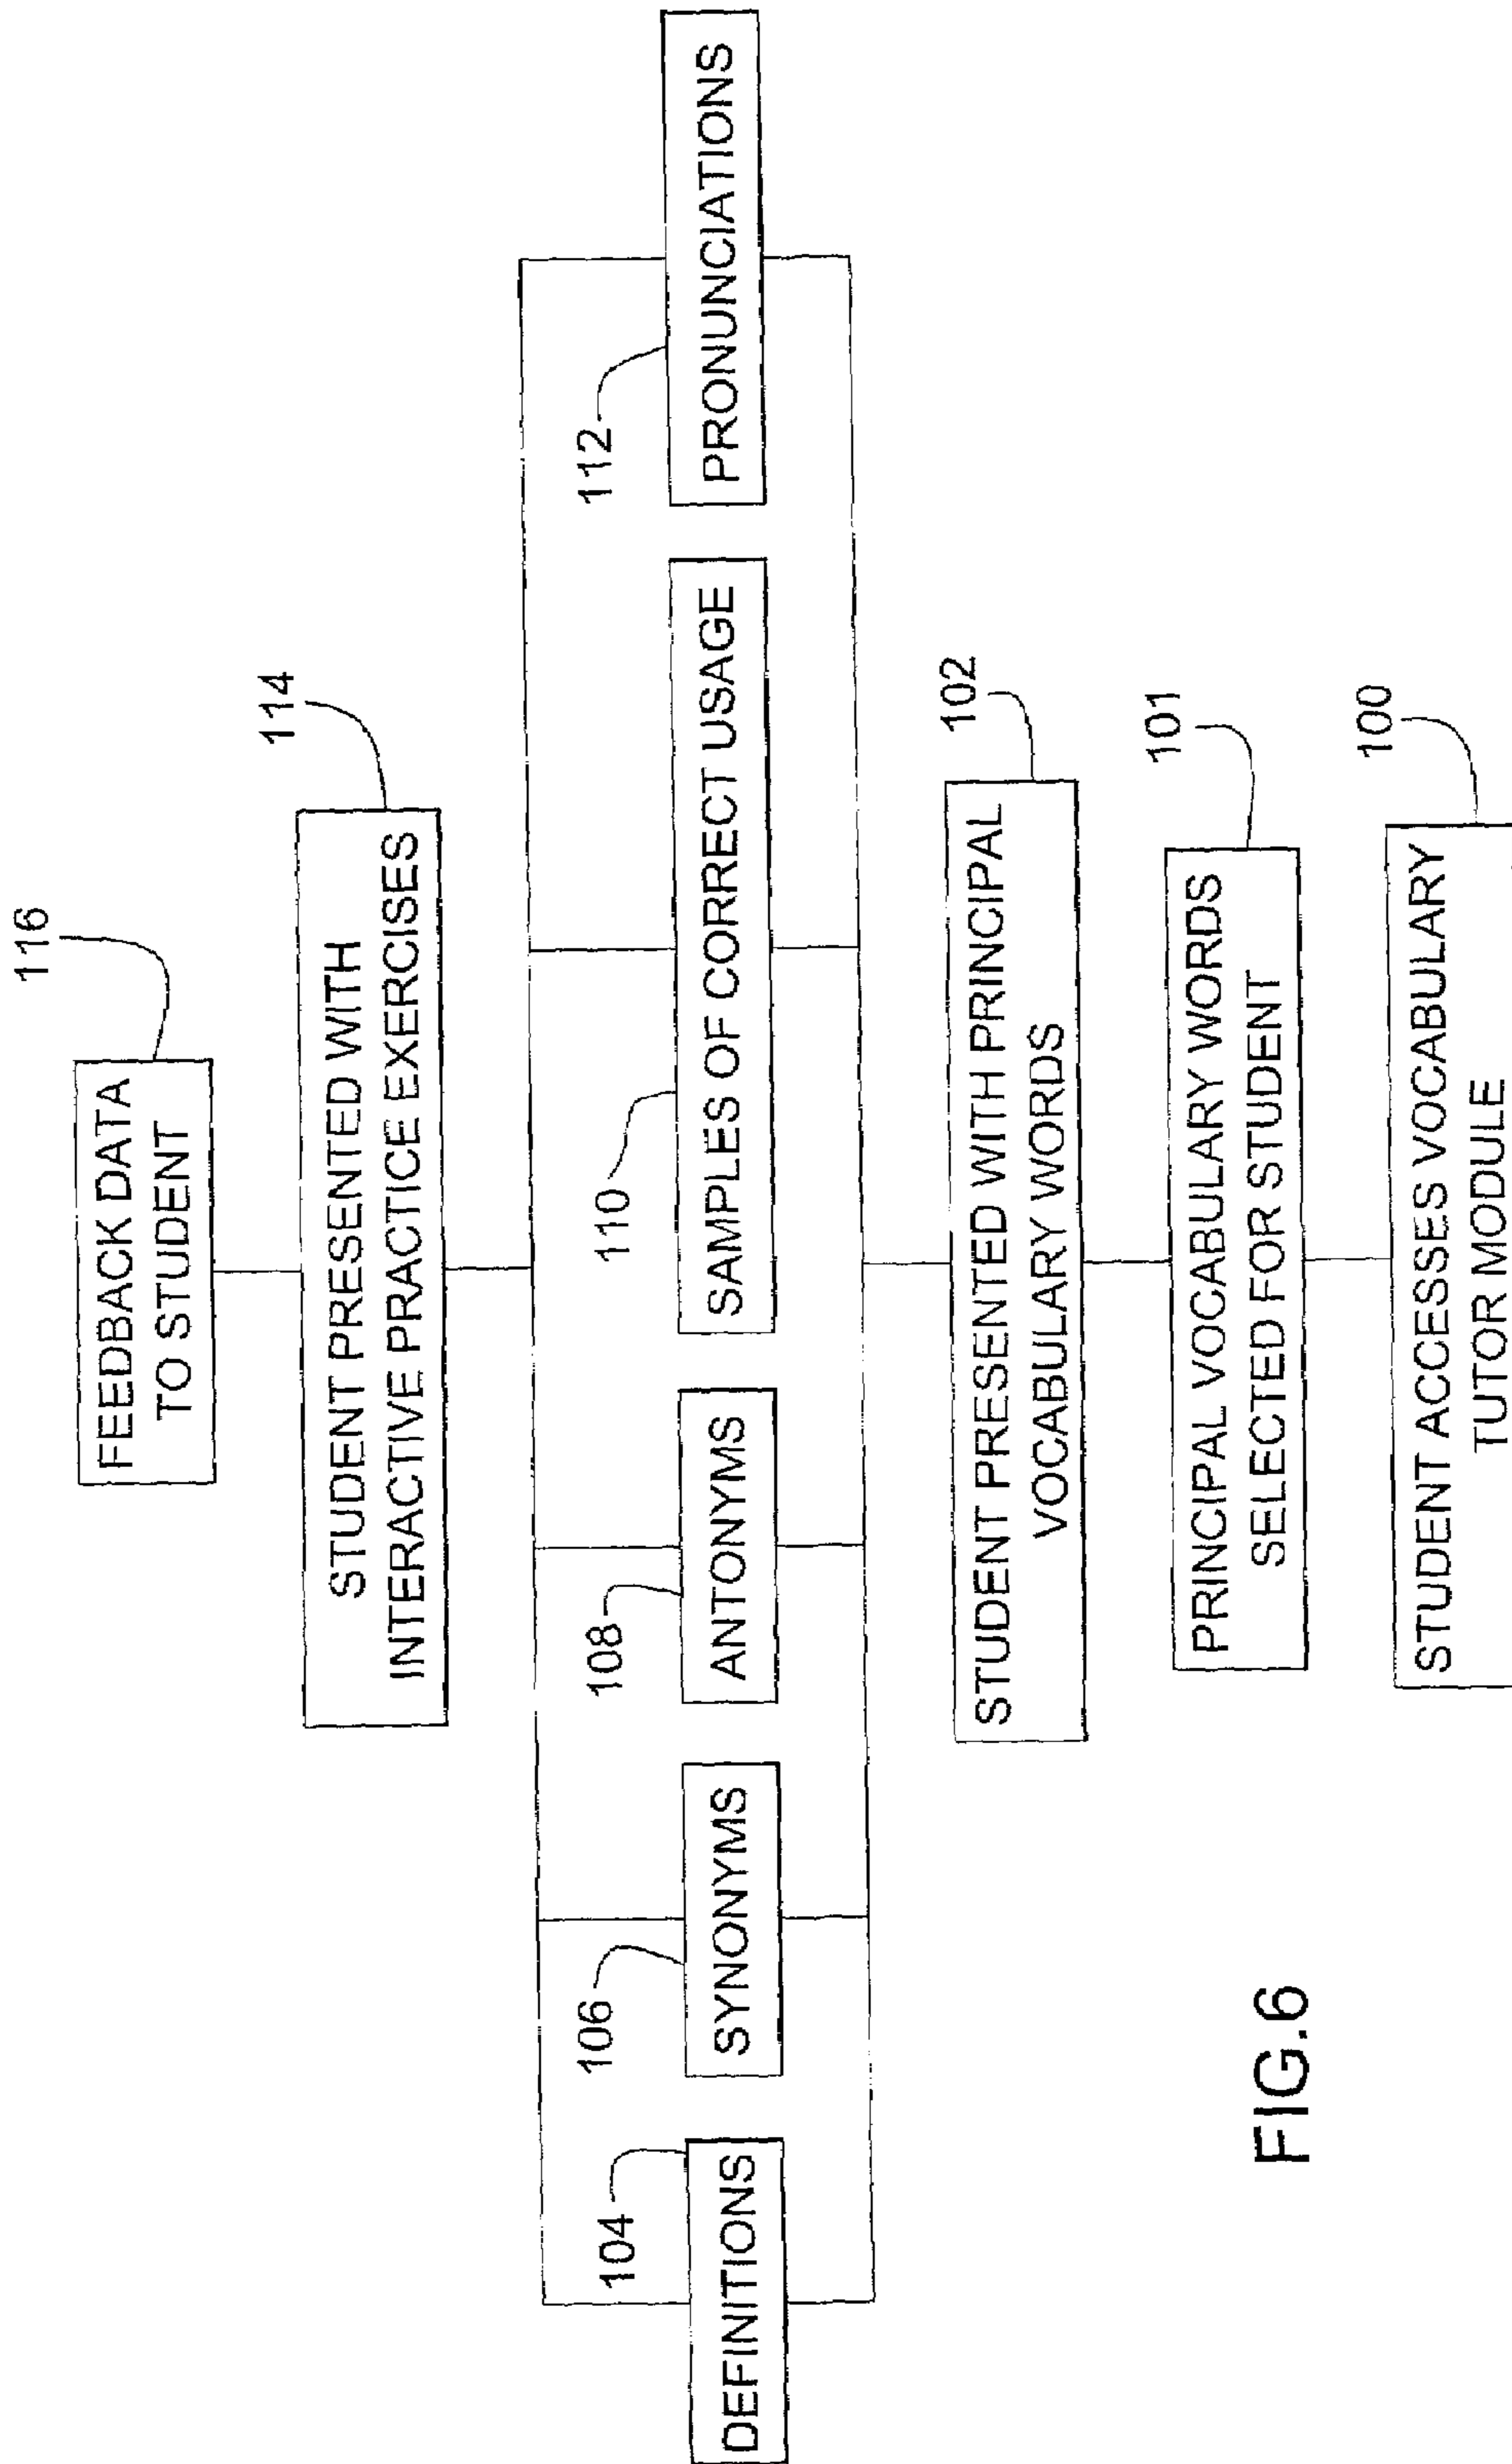 116
FEEDBACK DATA
TO STUDENT
114
STUDENT PRESENTED WITH
INTERACTIVE PRACTICE EXERCISES
104
DEFINITIONS
106
SYNONYMS
108
ANTONYMS
110
SAMPLES OF CORRECT USAGE
112
PRONUNCIATIONS
102
STUDENT PRESENTED WITH PRINCIPAL
VOCABULARY WORDS
101
PRINCIPAL VOCABULARY WORDS
SELECTED FOR STUDENT
100
STUDENT ACCESSES VOCABULARY
TUTOR MODULE
FIG.6